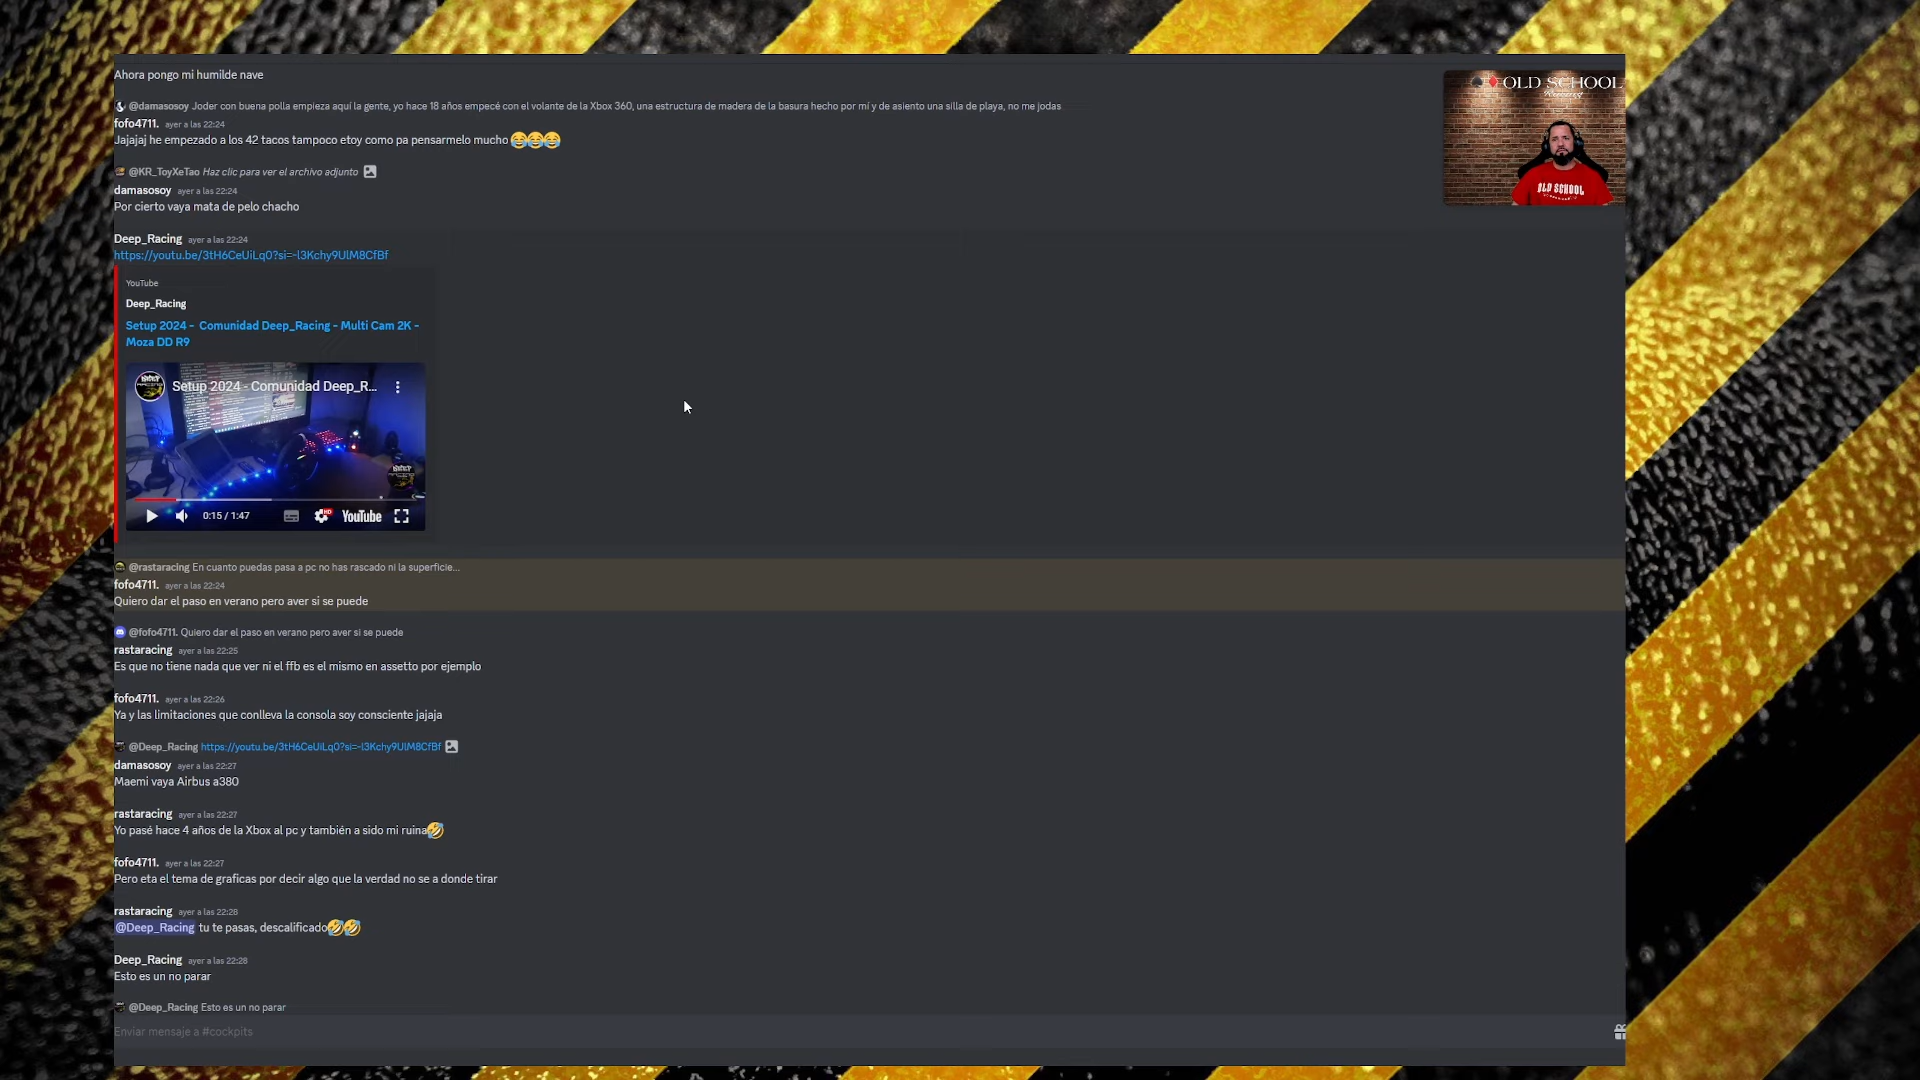 Ahora pongo mi humilde nave
OLD SCHOOL
Racing
@damasosoy Joder con buena polla empieza aquí la gente, yo hace 18 años empecé con el volante de la Xbox 360, una estructura de madera de la basura hecho por mí y de asiento una silla de playa, no me jodas
fofo4711. ayer a las 22:24
Jajajaj he empezado a los 42 tacos tampoco etoy como pa pensarmelo mucho 😂😂😂
@KR_ToyXeTao Haz clic para ver el archivo adjunto
damasosoy ayer a las 22:24
Por cierto vaya mata de pelo chacho
OLD SCHOOL
Deep_Racing ayer a las 22:24
https://youtu.be/3tH6CeUiLq0?si=-l3Kchy9UlM8CfBf
YouTube
Deep_Racing
Setup 2024 - Comunidad Deep_Racing - Multi Cam 2K -
Moza DD R9
Setup 2024 - Comunidad Deep_R...
0:15 / 1:47
HD
YouTube
@rastaracing En cuanto puedas pasa a pc no has rascado ni la superficie...
fofo4711. ayer a las 22:24
Quiero dar el paso en verano pero aver si se puede
@fofo4711. Quiero dar el paso en verano pero aver si se puede
rastaracing ayer a las 22:25
Es que no tiene nada que ver ni el ffb es el mismo en assetto por ejemplo
fofo4711. ayer a las 22:26
Ya y las limitaciones que conlleva la consola soy consciente jajaja
@Deep_Racing https://youtu.be/3tH6CeUiLq0?si=-l3Kchy9UlM8CfBf
damasosoy ayer a las 22:27
Maemi vaya Airbus a380
rastaracing ayer a las 22:27
Yo pasé hace 4 años de la Xbox al pc y también a sido mi ruina🤣
fofo4711. ayer a las 22:27
Pero eta el tema de graficas por decir algo que la verdad no se a donde tirar
rastaracing ayer a las 22:28
@Deep_Racing tu te pasas, descalificado🤣🤣
Deep_Racing ayer a las 22:28
Esto es un no parar
@Deep_Racing Esto es un no parar
Enviar mensaje a #cockpits